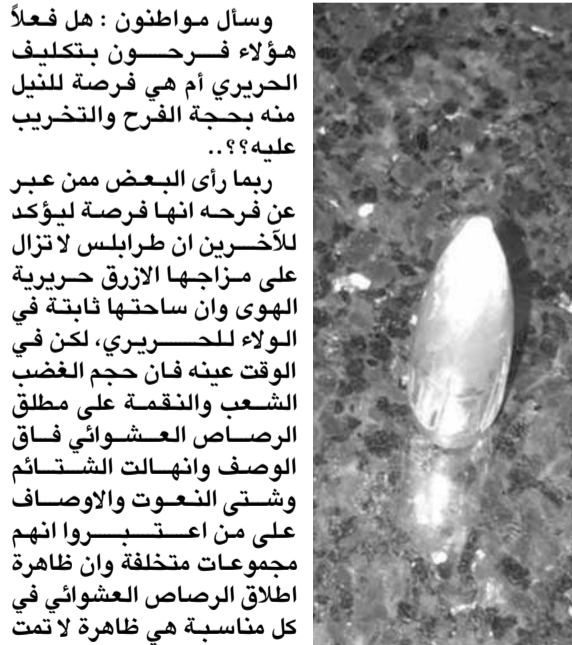 وسأل مواطنون : هل فعلاً
هؤلاء فرحون بتكليف
الحريري أم هي فرصة للنيل
منه بحجة الفرح والتخريب
عليه؟؟..
ربما رأى البعض ممن عبر
عن فرحه انها فرصة ليؤكد
للآخرين ان طرابلس لا تزال
على مزاجها الازرق حريرية
الهوى وان ساحتها ثابتة في
الولاء للحريري، لكن في
الوقت عينه فان حجم الغضب
الشعب والنقمة على مطلق
الرصاص العشوائي فاق
الوصف وانهالت الشتائم
وشتى النعوت والاوصاف
على من اعتبروا انهم
مجموعات متخلفة وان ظاهرة
اطلاق الرصاص العشوائي في
كل مناسبة هي ظاهرة لا تمت